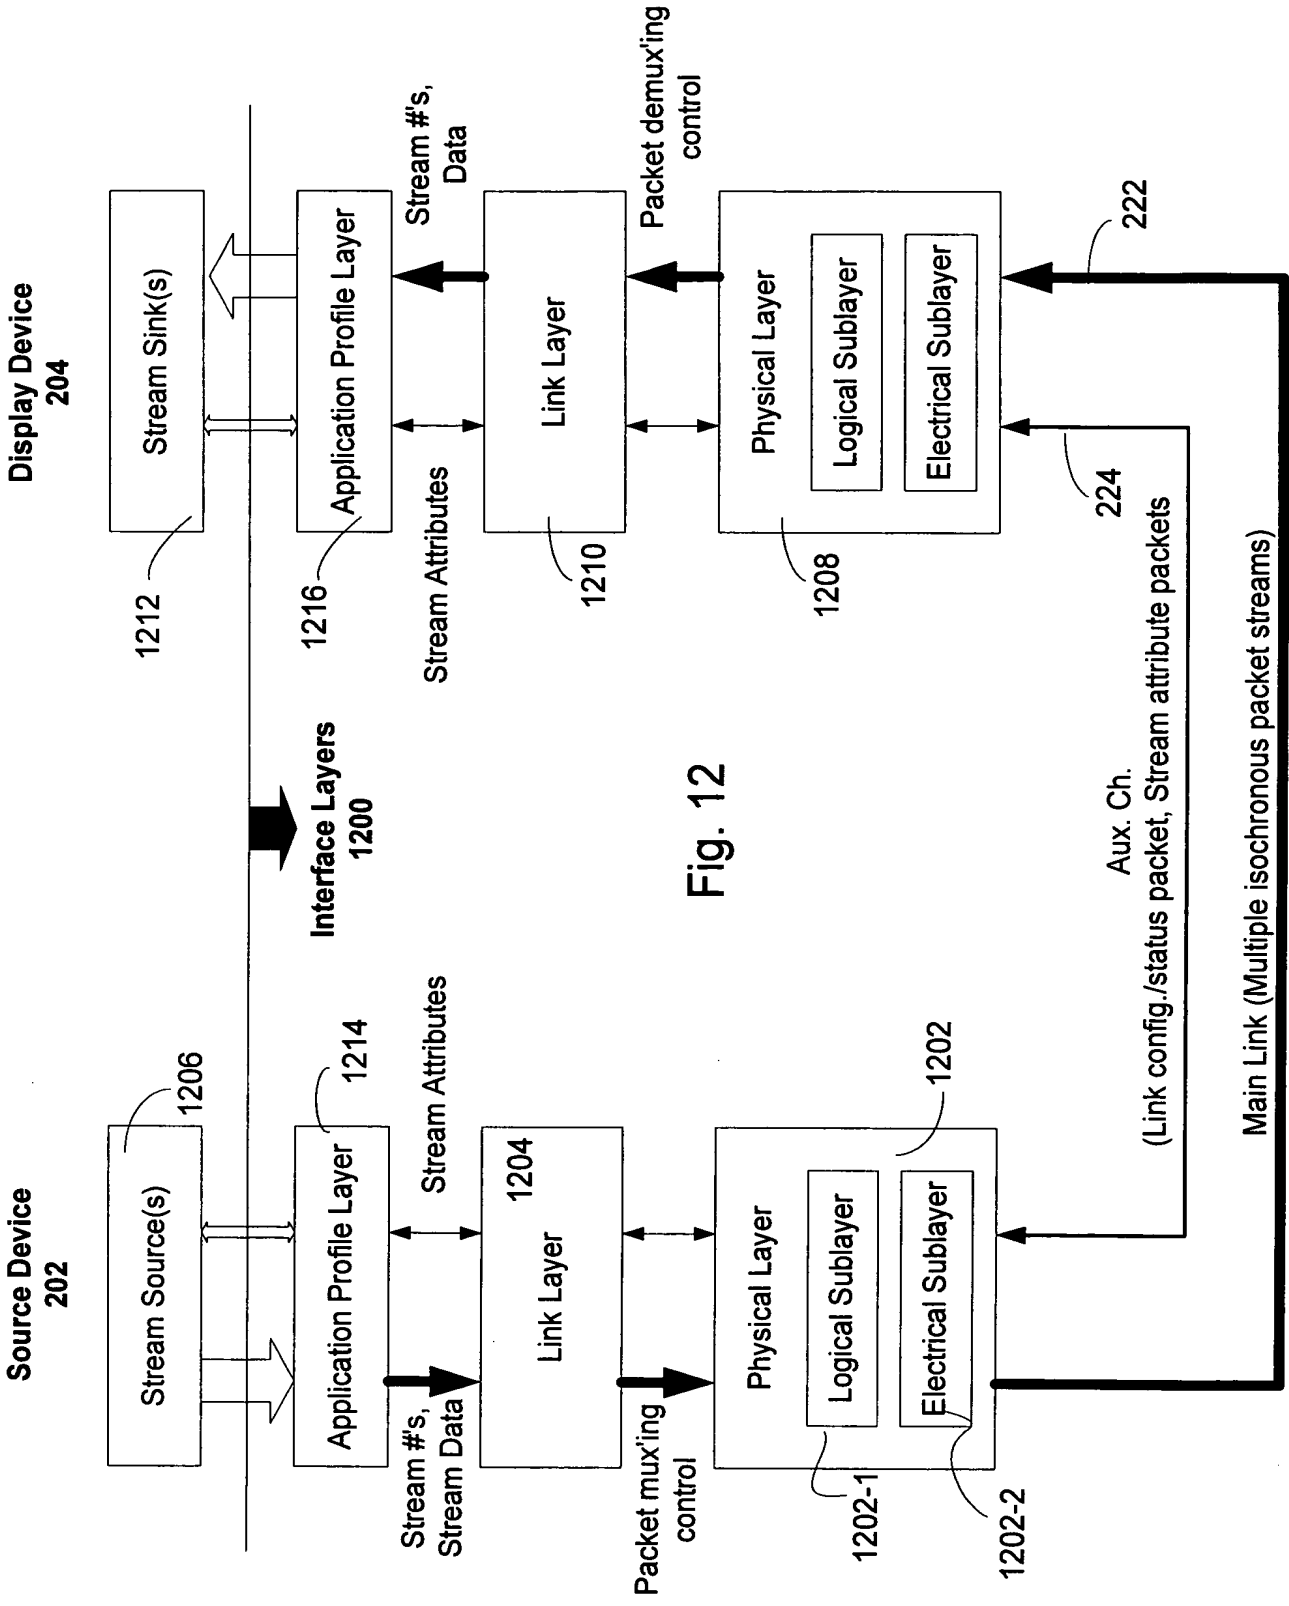 Source Device
202
Display Device
204
Stream Source(s)
1206
Stream Sink(s)
1212
Interface Layers
1200
Application Profile Layer
1214
Application Profile Layer
1216
Stream #'s,
Stream Data
Stream Attributes
Stream Attributes
Stream #'s,
Data
1204
Link Layer
Link Layer
1210
Packet mux'ing
control
Packet demux'ing
control
Fig. 12
Physical Layer
1202
Logical Sublayer
1202-1
Electrical Sublayer
1202-2
Physical Layer
1208
Logical Sublayer
Electrical Sublayer
224
222
Aux. Ch.
(Link config./status packet, Stream attribute packets
Main Link (Multiple isochronous packet streams)